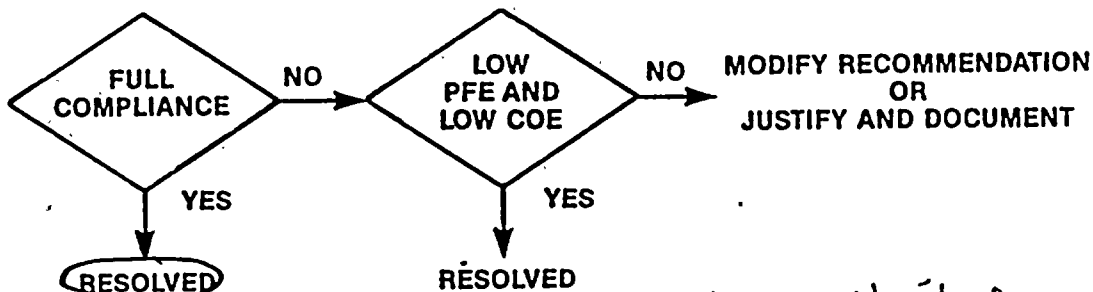 FULL
COMPLIANCE
NO
LOW
PFE AND
LOW COE
NO
MODIFY RECOMMENDATION
OR
JUSTIFY AND DOCUMENT
YES
YES
RESOLVED
RESOLVED